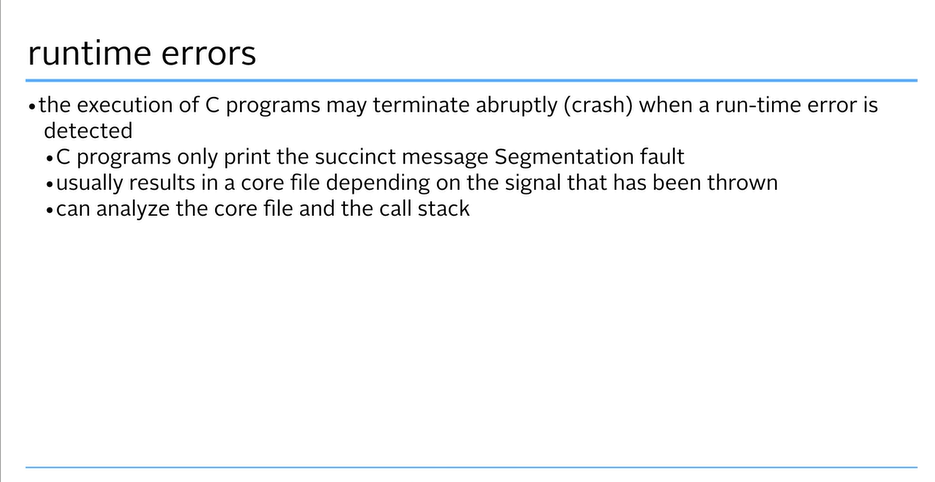 runtime errors
•the execution of C programs may terminate abruptly (crash) when a run-time error is
detected
•C programs only print the succinct message Segmentation fault
•usually results in a core file depending on the signal that has been thrown
•can analyze the core file and the call stack